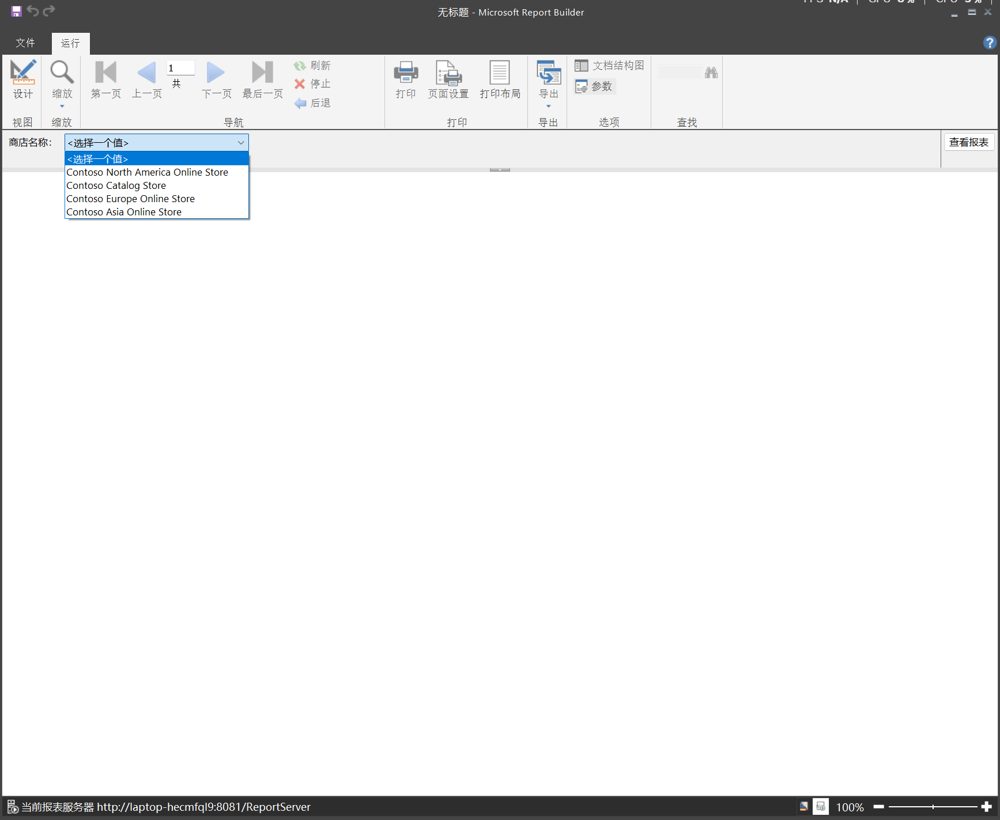 无标题 - Microsoft Report Builder
文件 运行
设计 缩放 第一页 上一页 1 共 下一页 最后一页 刷新 停止 后退 打印 页面设置 打印布局 导出 文档结构图 参数
视图 缩放 导航 打印 导出 选项 查找
商店名称: <选择一个值> 查看报表
<选择一个值>
Contoso North America Online Store
Contoso Catalog Store
Contoso Europe Online Store
Contoso Asia Online Store
当前报表服务器 http://laptop-hecmfql9:8081/ReportServer 100%